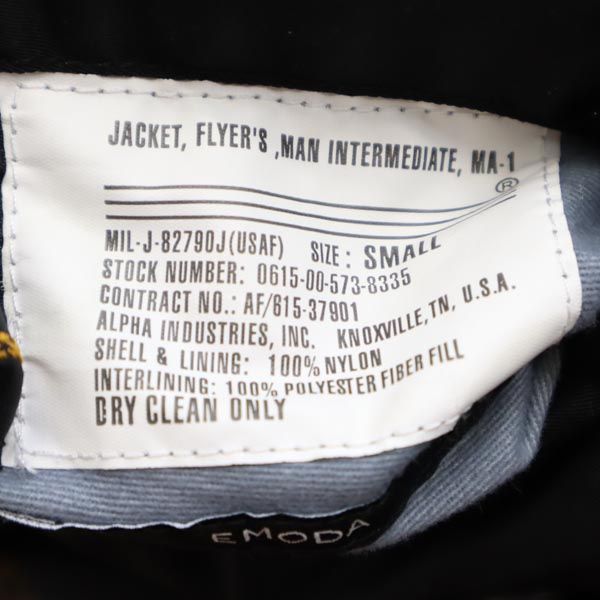 JACKET, FLYER'S ,MAN INTERMEDIATE, MA-1
®
MIL-J-82790J(USAF) SIZE: SMALL
STOCK NUMBER: 0615-00-573-8335
CONTRACT NO.: AF/615-37901
ALPHA INDUSTRIES, INC. KNOXVILLE,TN, U.S.A.
SHELL & LINING: 100% NYLON
INTERLINING: 100% POLYESTER FIBER FILL
DRY CLEAN ONLY
EMODA